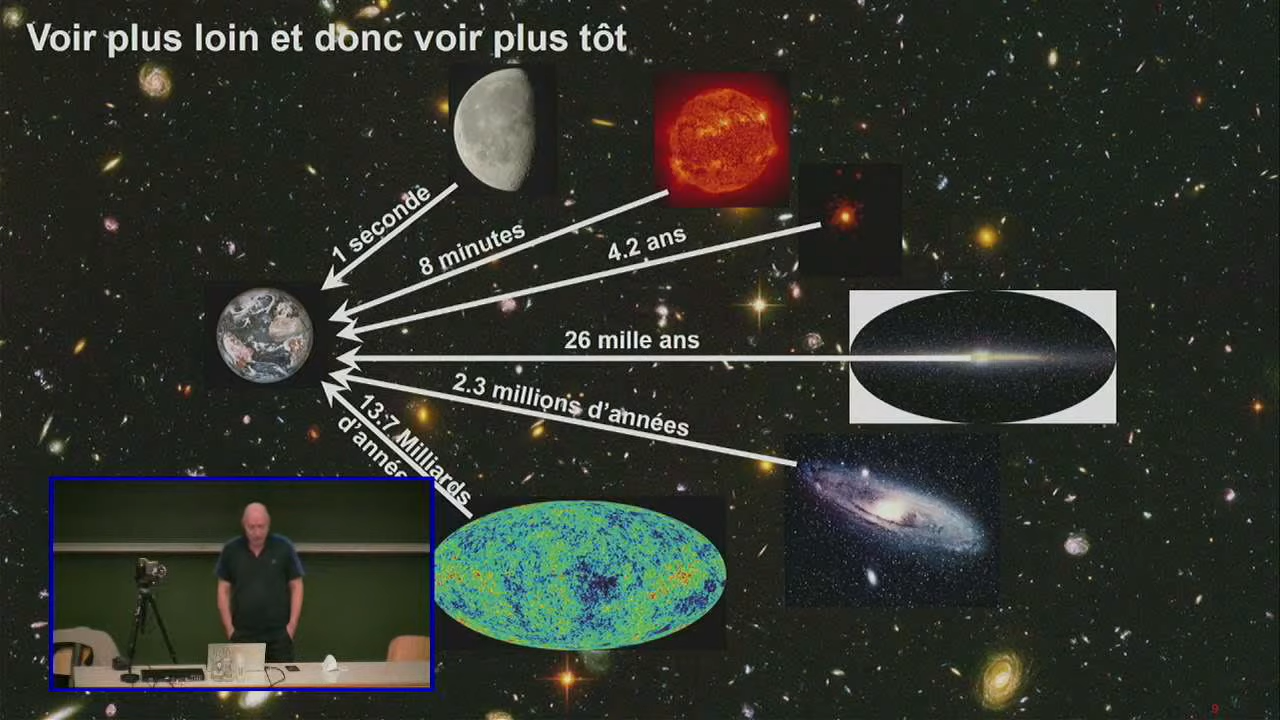 Voir plus loin et donc voir plus tôt
1 seconde
8 minutes
4.2 ans
26 mille ans
2.3 millions d'années
13.7 Milliards
9